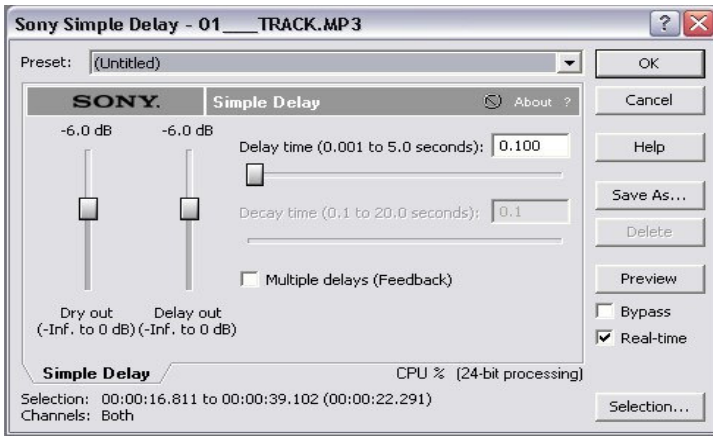 Sony Simple Delay - 01___TRACK.MP3
?
Preset: (Untitled)
OK
SONY. Simple Delay About ?
Cancel
-6.0 dB -6.0 dB
Delay time (0.001 to 5.0 seconds): 0.100
Help
Save As...
Decay time (0.1 to 20.0 seconds): 0.1
Delete
Multiple delays (Feedback)
Preview
Dry out Delay out
(-Inf. to 0 dB) (-Inf. to 0 dB)
Bypass
Real-time
Simple Delay
CPU % (24-bit processing)
Selection: 00:00:16.811 to 00:00:39.102 (00:00:22.291)
Channels: Both
Selection...